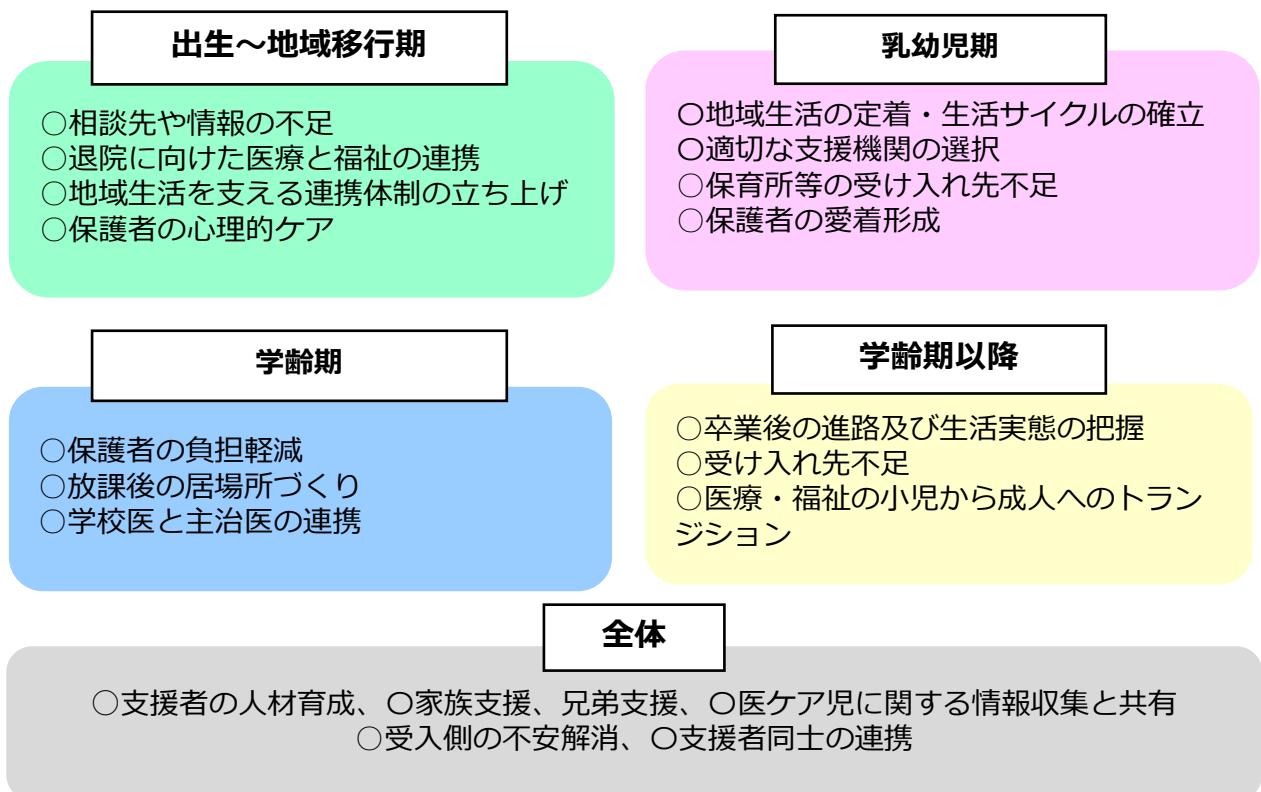 出生～地域移行期
○相談先や情報の不足
○退院に向けた医療と福祉の連携
○地域生活を支える連携体制の立ち上げ
○保護者の心理的ケア
乳幼児期
〇地域生活の定着・生活サイクルの確立
〇適切な支援機関の選択
○保育所等の受け入れ先不足
○保護者の愛着形成
学齢期
○保護者の負担軽減
○放課後の居場所づくり
○学校医と主治医の連携
学齢期以降
○卒業後の進路及び生活実態の把握
○受け入れ先不足
○医療・福祉の小児から成人へのトラン
ジション
全体
○支援者の人材育成、〇家族支援、兄弟支援、〇医ケア児に関する情報収集と共有
○受入側の不安解消、〇支援者同士の連携